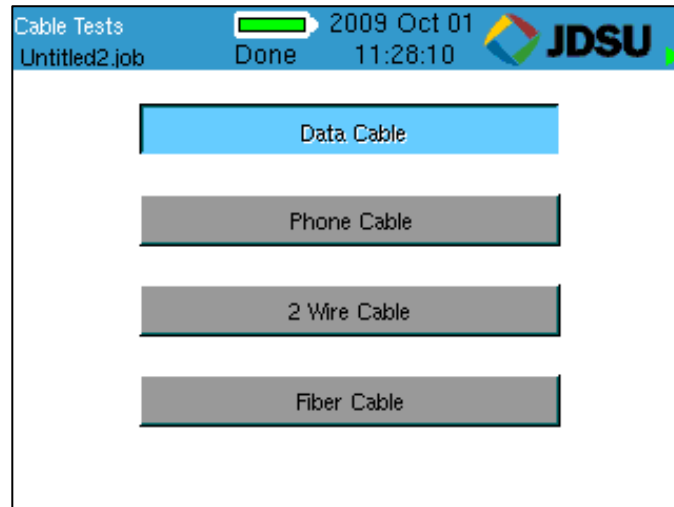 Cable Tests 2009 Oct 01 JDSU
Untitled2.job Done 11:28:10
Data Cable
Phone Cable
2 Wire Cable
Fiber Cable